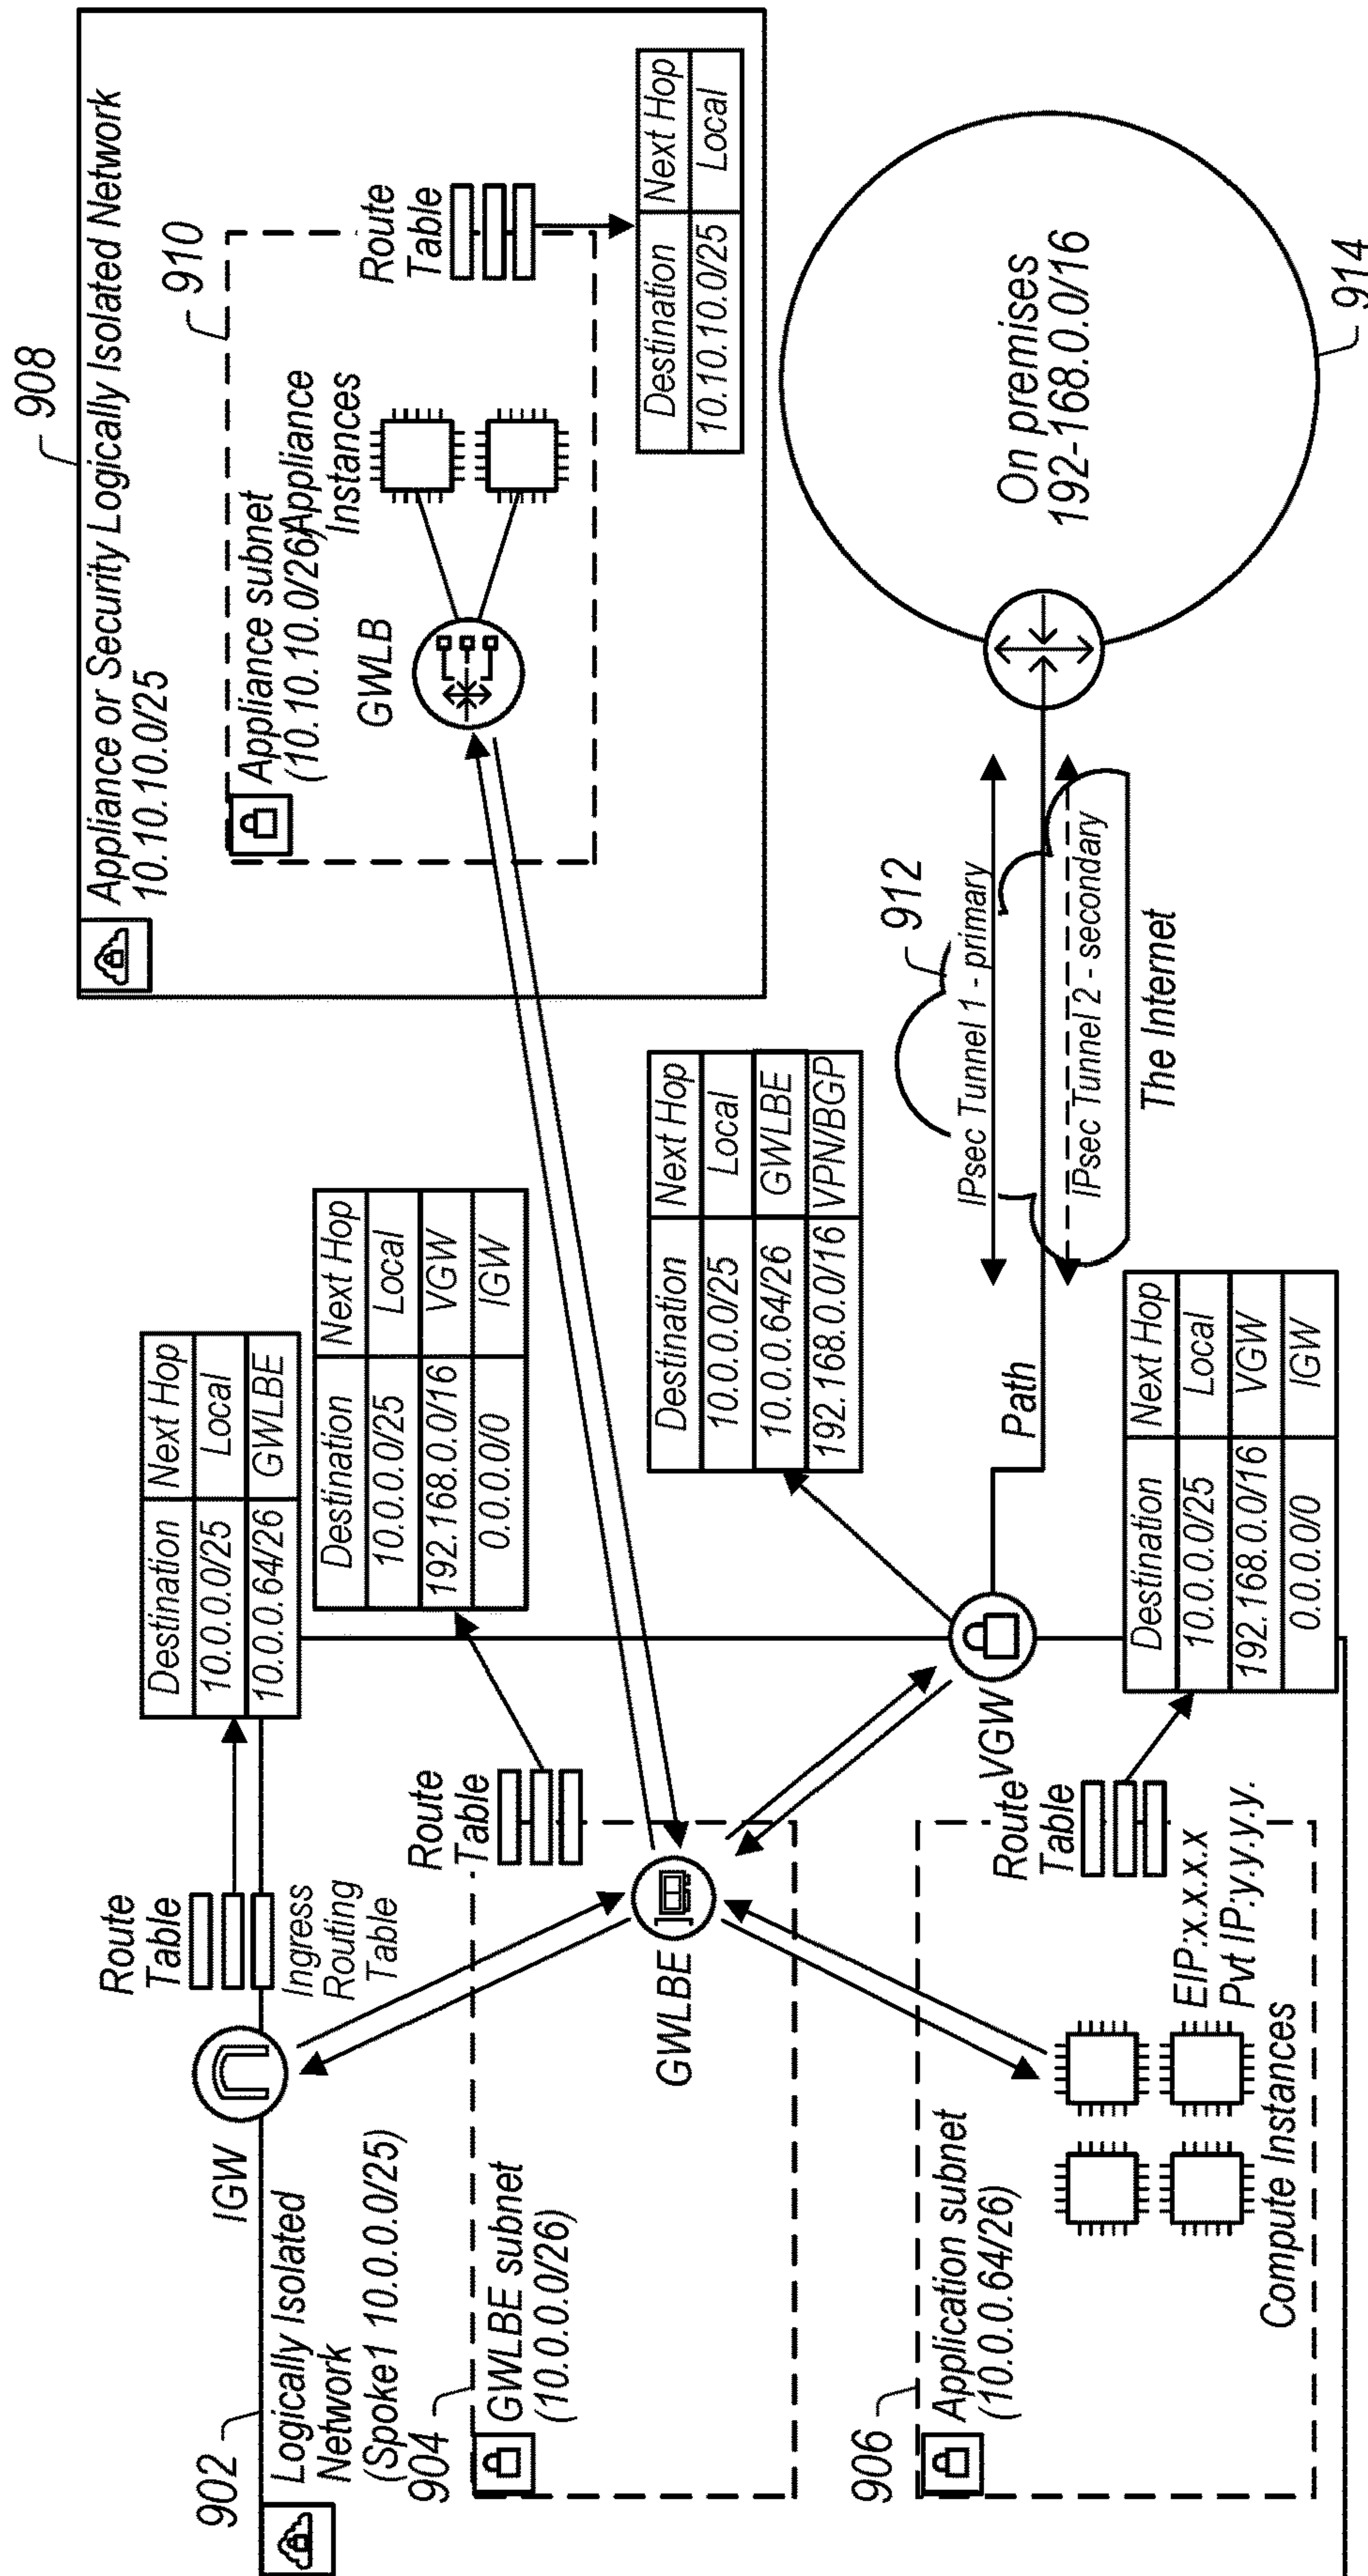 902
Logically Isolated
Network
(Spoke1 10.0.0.0/25)
IGW
Route
Table
Ingress
Routing
Table
Destination Next Hop
10.0.0.0/25 Local
10.0.0.64/26 GWLBE
904
GWLBE subnet
(10.0.0.0/26)
GWLBE
Route
Table
Destination Next Hop
10.0.0.0/25 Local
192.168.0.0/16 VGW
0.0.0.0/0 IGW
906
Application subnet
(10.0.0.64/26)
Compute Instances
EIP:x.x.x.x
Pvt IP:y.y.y.y.
Route
Table
VGW
Destination Next Hop
10.0.0.0/25 Local
10.0.0.64/26 GWLBE
192.168.0.0/16 VPN/BGP
Destination Next Hop
10.0.0.0/25 Local
192.168.0.0/16 VGW
0.0.0.0/0 IGW
Path
908
Appliance or Security Logically Isolated Network
10.10.10.0/25
910
Appliance subnet
(10.10.10.0/26)
Appliance
Instances
GWLB
Route
Table
Destination Next Hop
10.10.10.0/25 Local
912
IPsec Tunnel 1 - primary
IPsec Tunnel 2 - secondary
The Internet
On premises
192-168.0.0/16
914